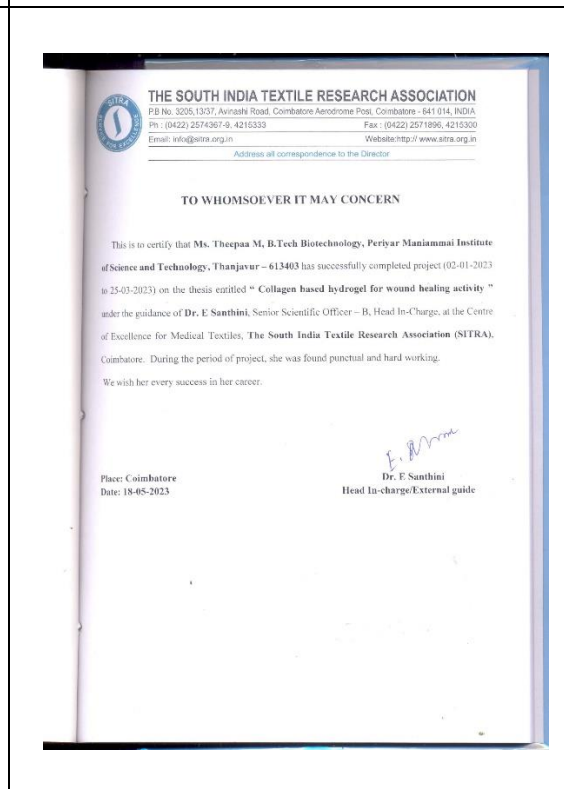 SITRA
FOR EXCELLENCE
THE SOUTH INDIA TEXTILE RESEARCH ASSOCIATION
P.B No. 3205,13/37, Avinashi Road, Coimbatore Aerodrome Post, Coimbatore - 641 014, INDIA
Ph : (0422) 2574367-9, 4215333 Fax : (0422) 2571896, 4215300
Email: info@sitra.org.in Website:http:// www.sitra.org.in
Address all correspondence to the Director
TO WHOMSOEVER IT MAY CONCERN
This is to certify that Ms. Theepaa M, B.Tech Biotechnology, Periyar Maniammai Institute
of Science and Technology, Thanjavur – 613403 has successfully completed project (02-01-2023
to 25-03-2023) on the thesis entitled “ Collagen based hydrogel for wound healing activity ”
under the guidance of Dr. E Santhini, Senior Scientific Officer – B, Head In-Charge, at the Centre
of Excellence for Medical Textiles, The South India Textile Research Association (SITRA),
Coimbatore. During the period of project, she was found punctual and hard working.
We wish her every success in her career.
Place: Coimbatore
Date: 18-05-2023
Dr. E Santhini
Head In-charge/External guide